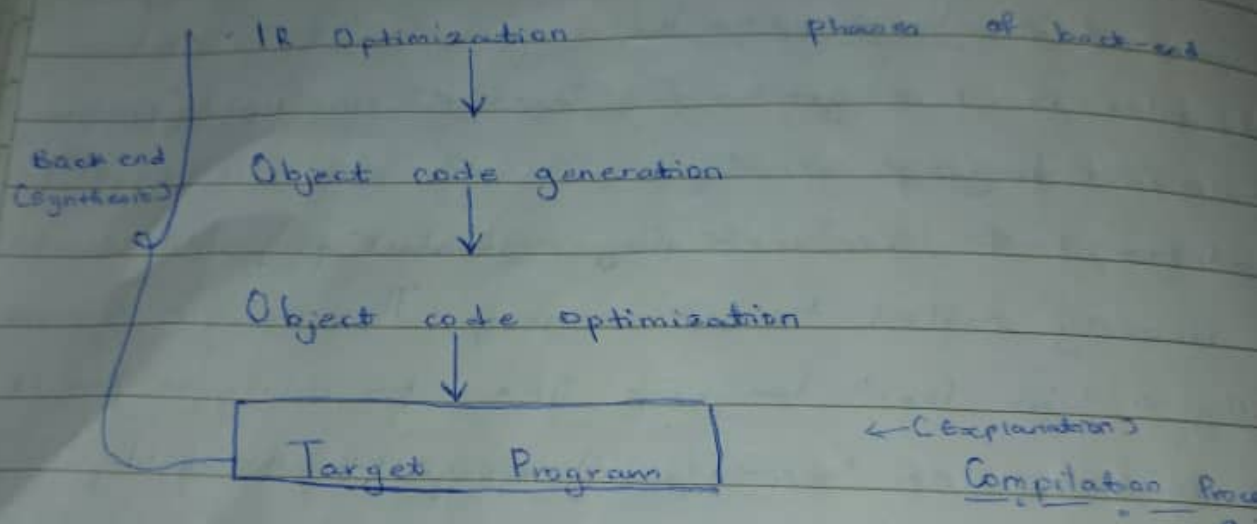 IR Optimization
phases of back-end
Back end
(Synthesis)
Object code generation
Object code optimization
Target Program
(Explanation)
Compilation